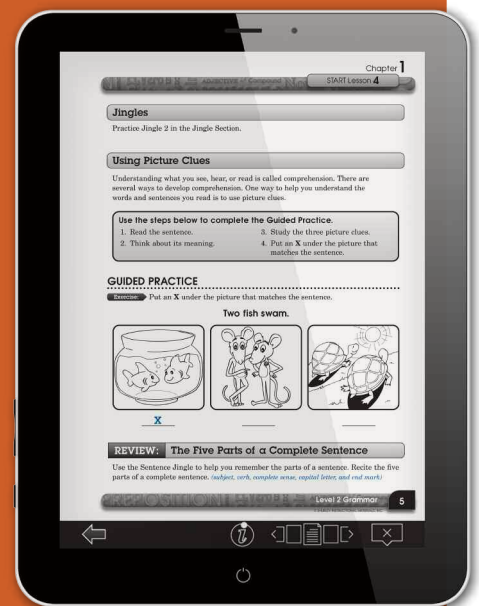 Chapter 1
START Lesson 4
Jingles
Practice Jingle 2 in the Jingle Section.
Using Picture Clues
Understanding what you see, hear, or read is called comprehension. There are
several ways to develop comprehension. One way to help you understand the
words and sentences you read is to use picture clues.
Use the steps below to complete the Guided Practice.
1. Read the sentence.
2. Think about its meaning.
3. Study the three picture clues.
4. Put an X under the picture that
matches the sentence.
GUIDED PRACTICE
Exercise: Put an X under the picture that matches the sentence.
Two fish swam.
X
REVIEW: The Five Parts of a Complete Sentence
Use the Sentence Jingle to help you remember the parts of a sentence. Recite the five
parts of a complete sentence. (subject, verb, complete sense, capital letter, and end mark)
Level 2 Grammar 5